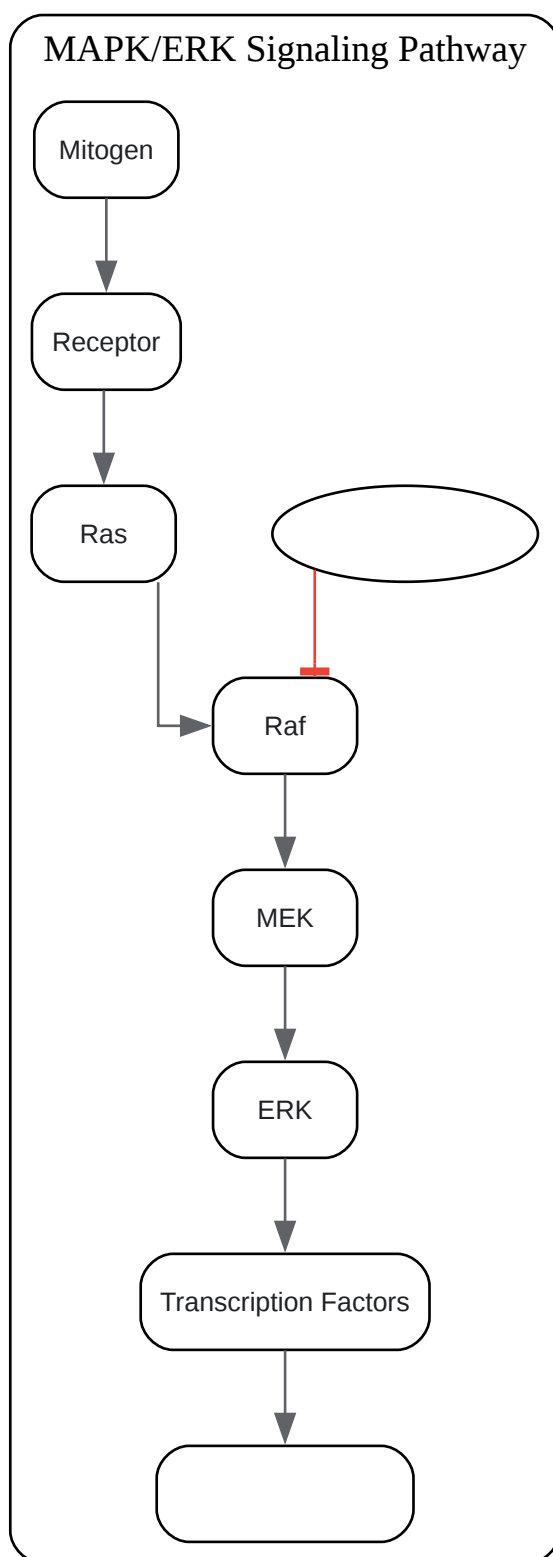 MAPK/ERK Signaling Pathway
Mitogen
Receptor
Ras
Raf
MEK
ERK
Transcription Factors